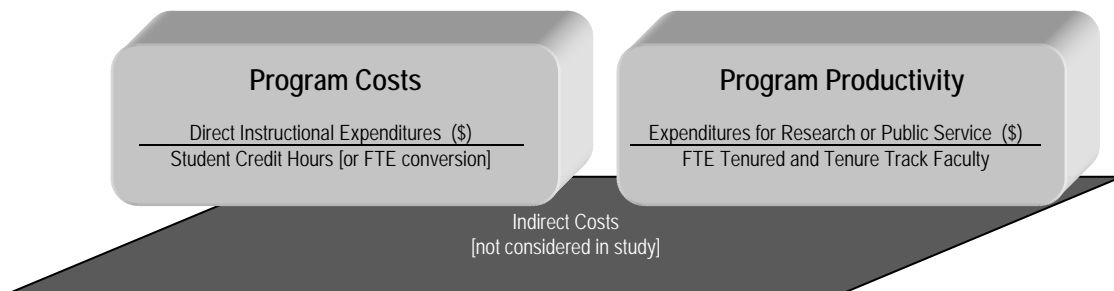 Program Costs
Direct Instructional Expenditures ($)
Student Credit Hours [or FTE conversion]
Program Productivity
Expenditures for Research or Public Service ($)
FTE Tenured and Tenure Track Faculty
Indirect Costs
[not considered in study]